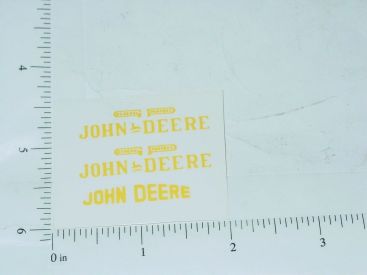 4
JOHN DEERE
5
JOHN DEERE
JOHN DEERE
6
0 in 1 2 3